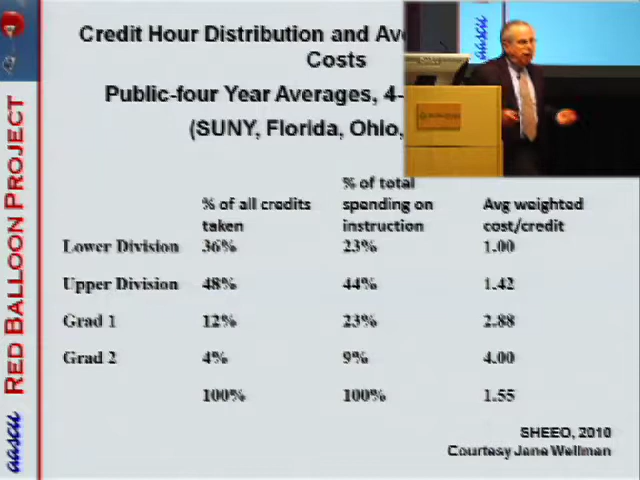 Credit Hour Distribution and
Costs
Public-four Year Averages, 4-
(SUNY, Florida, Ohio,
% of all credits taken
% of total spending on instruction
Avg weighted cost/credit
Lower Division 36% 23% 1.00
Upper Division 48% 44% 1.42
Grad 1 12% 23% 2.88
Grad 2 4% 9% 4.00
100% 100% 1.55
SHEEO, 2010
Courtesy Jane Wellman
RED BALLOON PROJECT
aascu
aascu